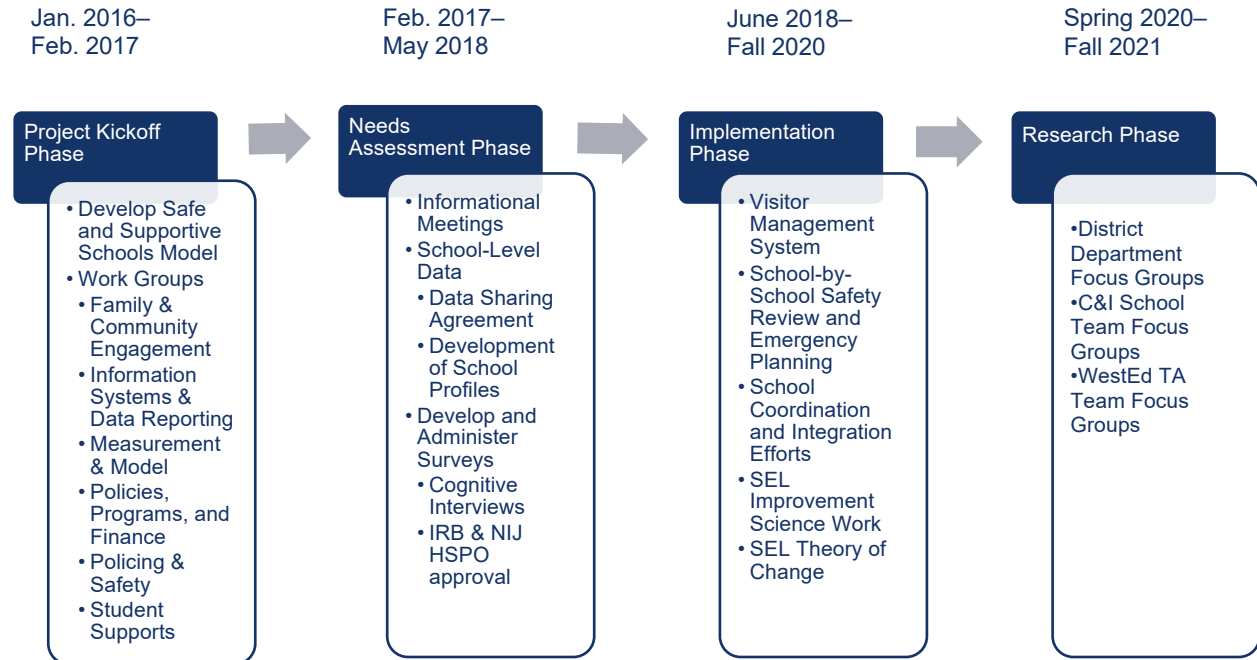 Jan. 2016–
Feb. 2017
Project Kickoff
Phase
• Develop Safe
and Supportive
Schools Model
• Work Groups
• Family &
Community
Engagement
• Information
Systems &
Data Reporting
• Measurement
& Model
• Policies,
Programs, and
Finance
• Policing &
Safety
• Student
Supports
Feb. 2017–
May 2018
Needs
Assessment Phase
• Informational
Meetings
• School-Level
Data
• Data Sharing
Agreement
• Development
of School
Profiles
• Develop and
Administer
Surveys
• Cognitive
Interviews
• IRB & NIJ
HSPO
approval
June 2018–
Fall 2020
Implementation
Phase
• Visitor
Management
System
• School-by-
School Safety
Review and
Emergency
Planning
• School
Coordination
and Integration
Efforts
• SEL
Improvement
Science Work
• SEL Theory of
Change
Spring 2020–
Fall 2021
Research Phase
•District
Department
Focus Groups
•C&I School
Team Focus
Groups
•WestEd TA
Team Focus
Groups